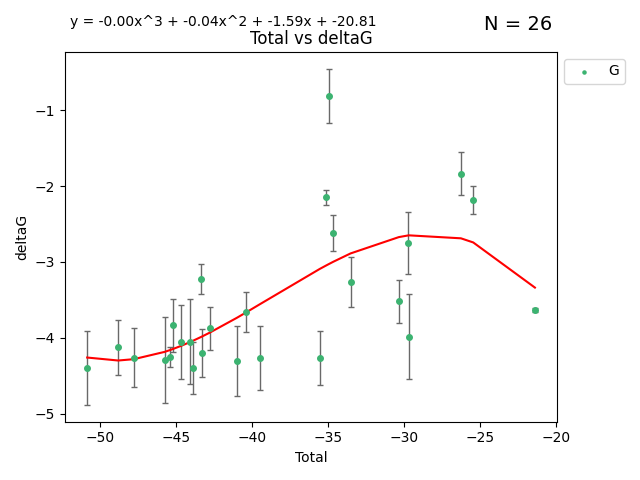 y = -0.00x^3 + -0.04x^2 + -1.59x + -20.81
N = 26
Total vs deltaG
G
−1
−2
−3
−4
−5
deltaG
−50 −45 −40 −35 −30 −25 −20
Total